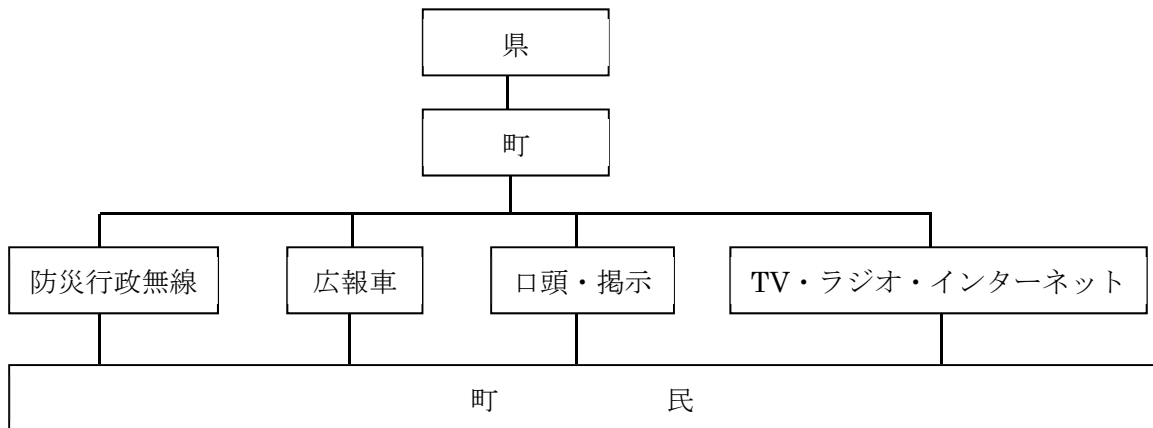 県
町
防災行政無線
広報車
口頭・掲示
TV・ラジオ・インターネット
町 民